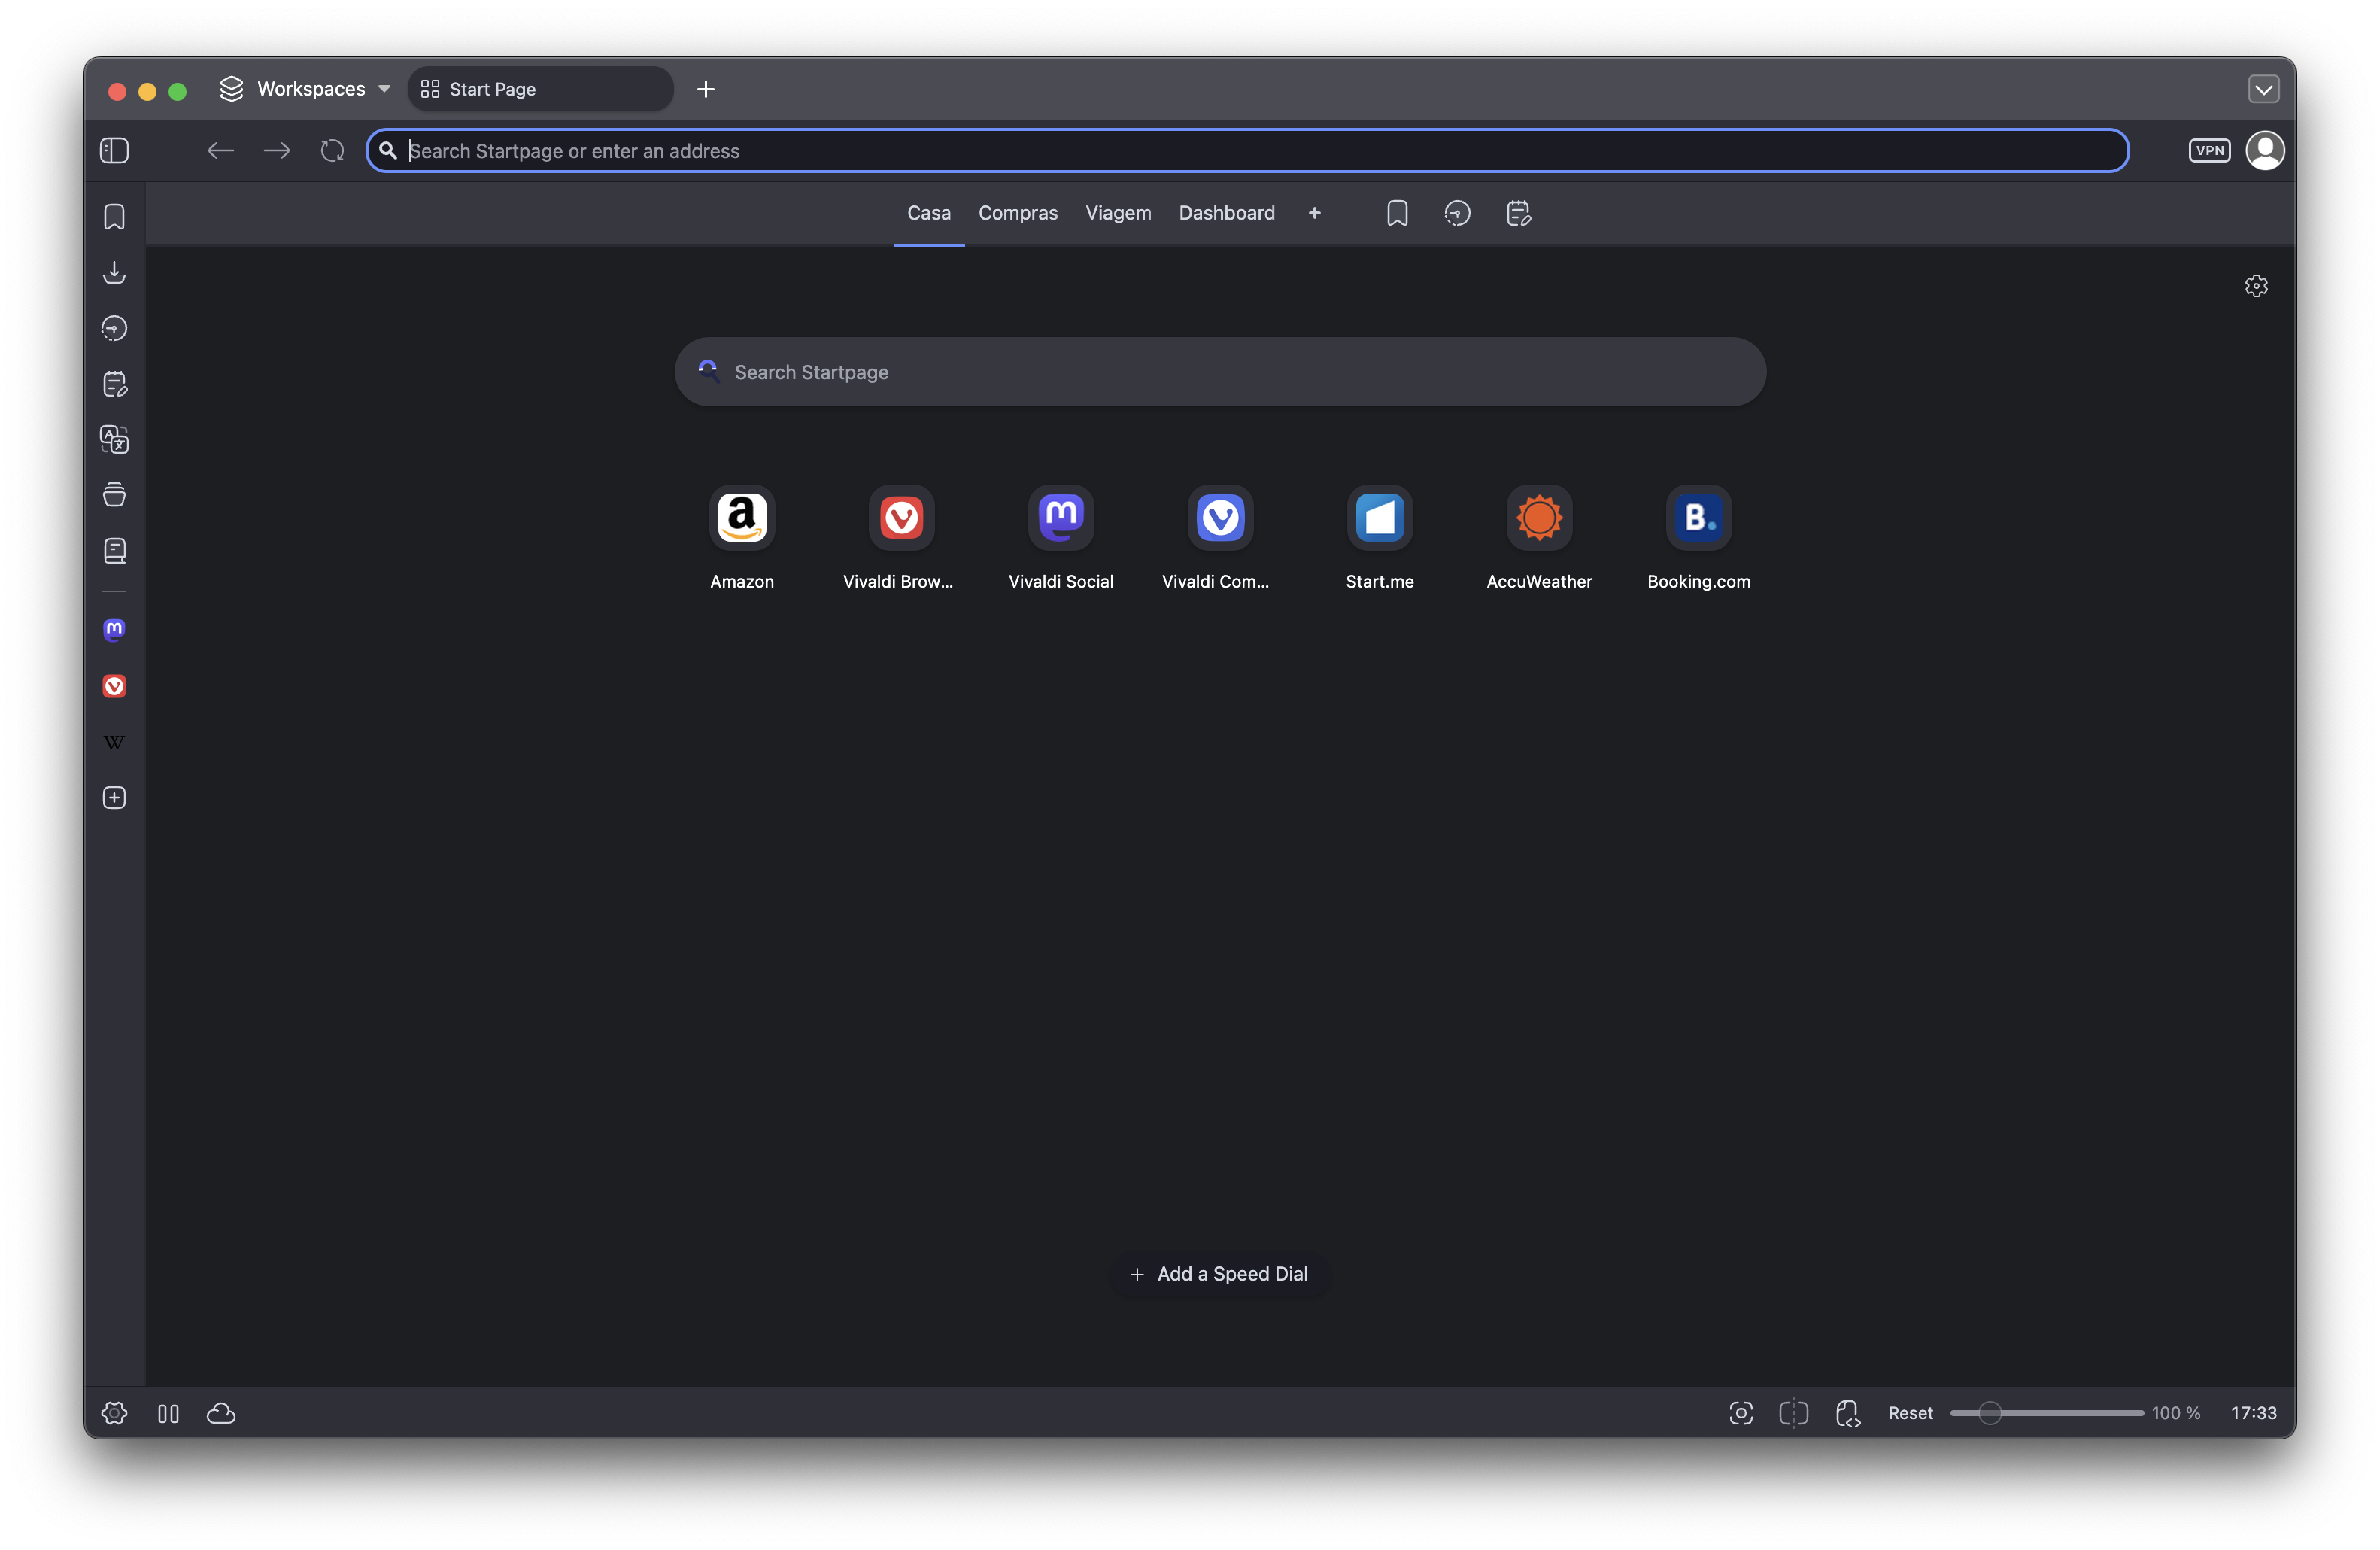 Workspaces
Start Page
Search Startpage or enter an address
VPN
Casa Compras Viagem Dashboard
Search Startpage
Amazon Vivaldi Brow... Vivaldi Social Vivaldi Com... Start.me AccuWeather Booking.com
W
Add a Speed Dial
Reset 100 % 17:33